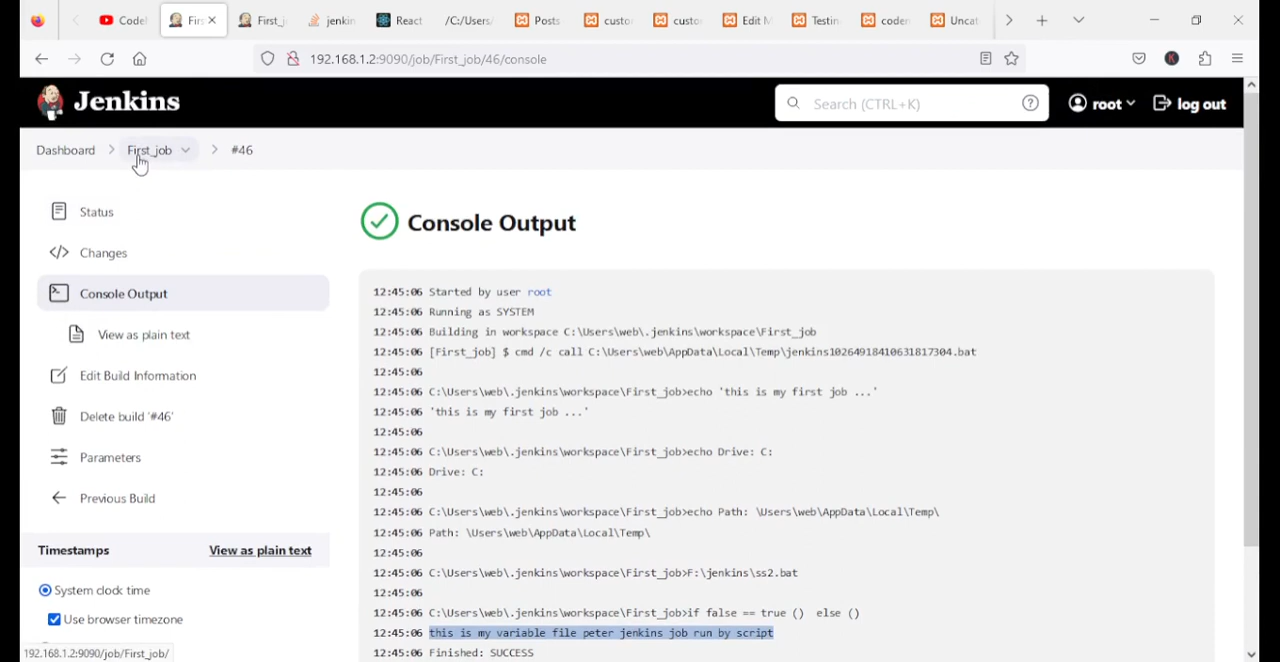 Codel
Firs
First_j
jenkin
React
/C:/Users/
Posts
custo
custo
Edit M
Testin
coder
Uncat
192.168.1.2:9090/job/First_job/46/console
K
Jenkins
Search (CTRL+K)
root
log out
Dashboard > First_job > #46
Status
Changes
Console Output
View as plain text
Edit Build Information
Delete build '#46'
Parameters
Previous Build
Timestamps
View as plain text
System clock time
Use browser timezone
192.168.1.2:9090/job/First_job/
Console Output
12:45:06 Started by user root
12:45:06 Running as SYSTEM
12:45:06 Building in workspace C:\Users\web\.jenkins\workspace\First_job
12:45:06 [First_job] $ cmd /c call C:\Users\web\AppData\Local\Temp\jenkins10264918410631817304.bat
12:45:06
12:45:06 C:\Users\web\.jenkins\workspace\First_job>echo 'this is my first job ...'
12:45:06 'this is my first job ...'
12:45:06
12:45:06 C:\Users\web\.jenkins\workspace\First_job>echo Drive: C:
12:45:06 Drive: C:
12:45:06
12:45:06 C:\Users\web\.jenkins\workspace\First_job>echo Path: \Users\web\AppData\Local\Temp\
12:45:06 Path: \Users\web\AppData\Local\Temp\
12:45:06
12:45:06 C:\Users\web\.jenkins\workspace\First_job>F:\jenkins\ss2.bat
12:45:06
12:45:06 C:\Users\web\.jenkins\workspace\First_job>if false == true () else ()
12:45:06 this is my variable file peter jenkins job run by script
12:45:06 Finished: SUCCESS